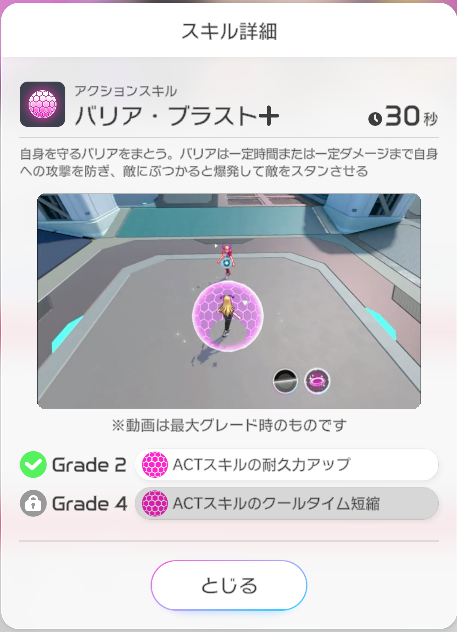 スキル詳細
アクションスキル
バリア・ブラスト+
30秒
自身を守るバリアをまとう。バリアは一定時間または一定ダメージまで自身
への攻撃を防ぎ、敵にぶつかると爆発して敵をスタンさせる
※動画は最大グレード時のものです
Grade 2 ACTスキルの耐久力アップ
Grade 4 ACTスキルのクールタイム短縮
とじる